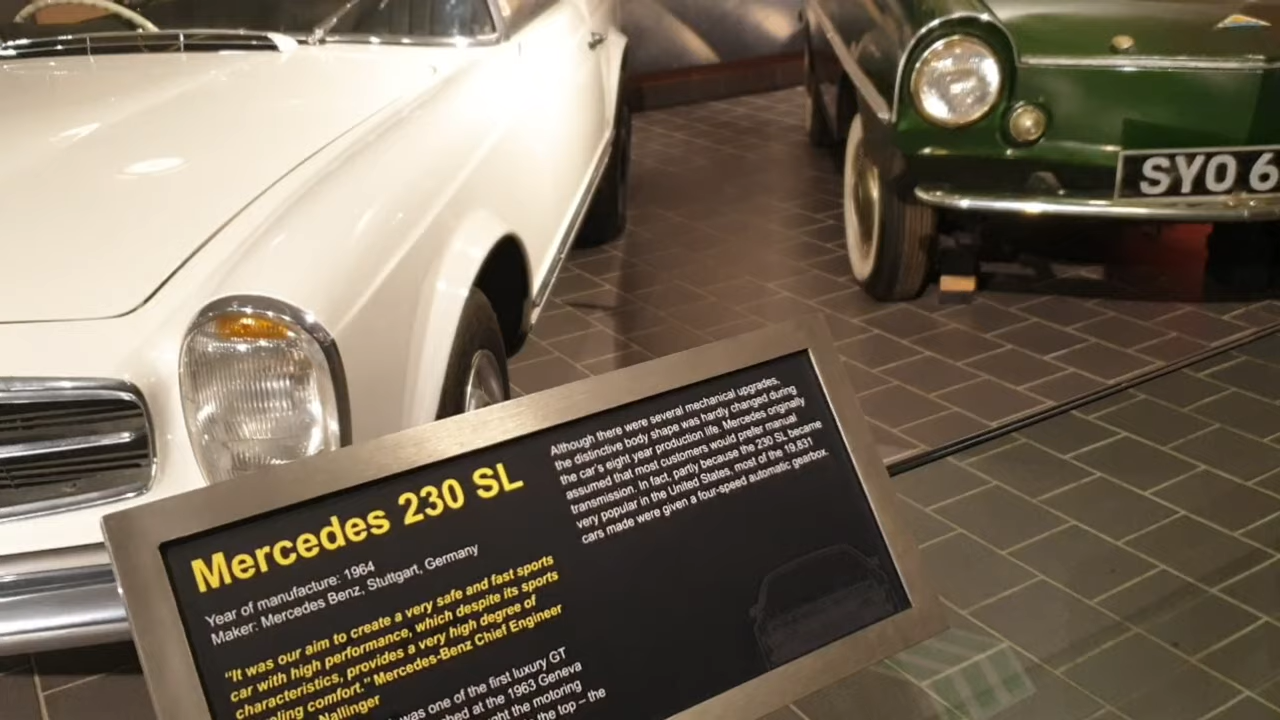 SYO 6
Mercedes 230 SL
Year of manufacture: 1964
Maker: Mercedes Benz, Stuttgart, Germany
"It was our aim to create a very safe and fast sports
car with high performance, which despite its sports
characteristics, provides a very high degree of
comfort." Mercedes-Benz Chief Engineer
Nallinger
was one of the first luxury GT
at the 1963 Geneva
the motoring
the top – the
Although there were several mechanical upgrades,
the distinctive body shape was hardly changed during
the car's eight year production life. Mercedes originally
assumed that most customers would prefer manual
transmission. In fact, partly because the 230 SL became
very popular in the United States, most of the 19,831
cars made were given a four-speed automatic gearbox.